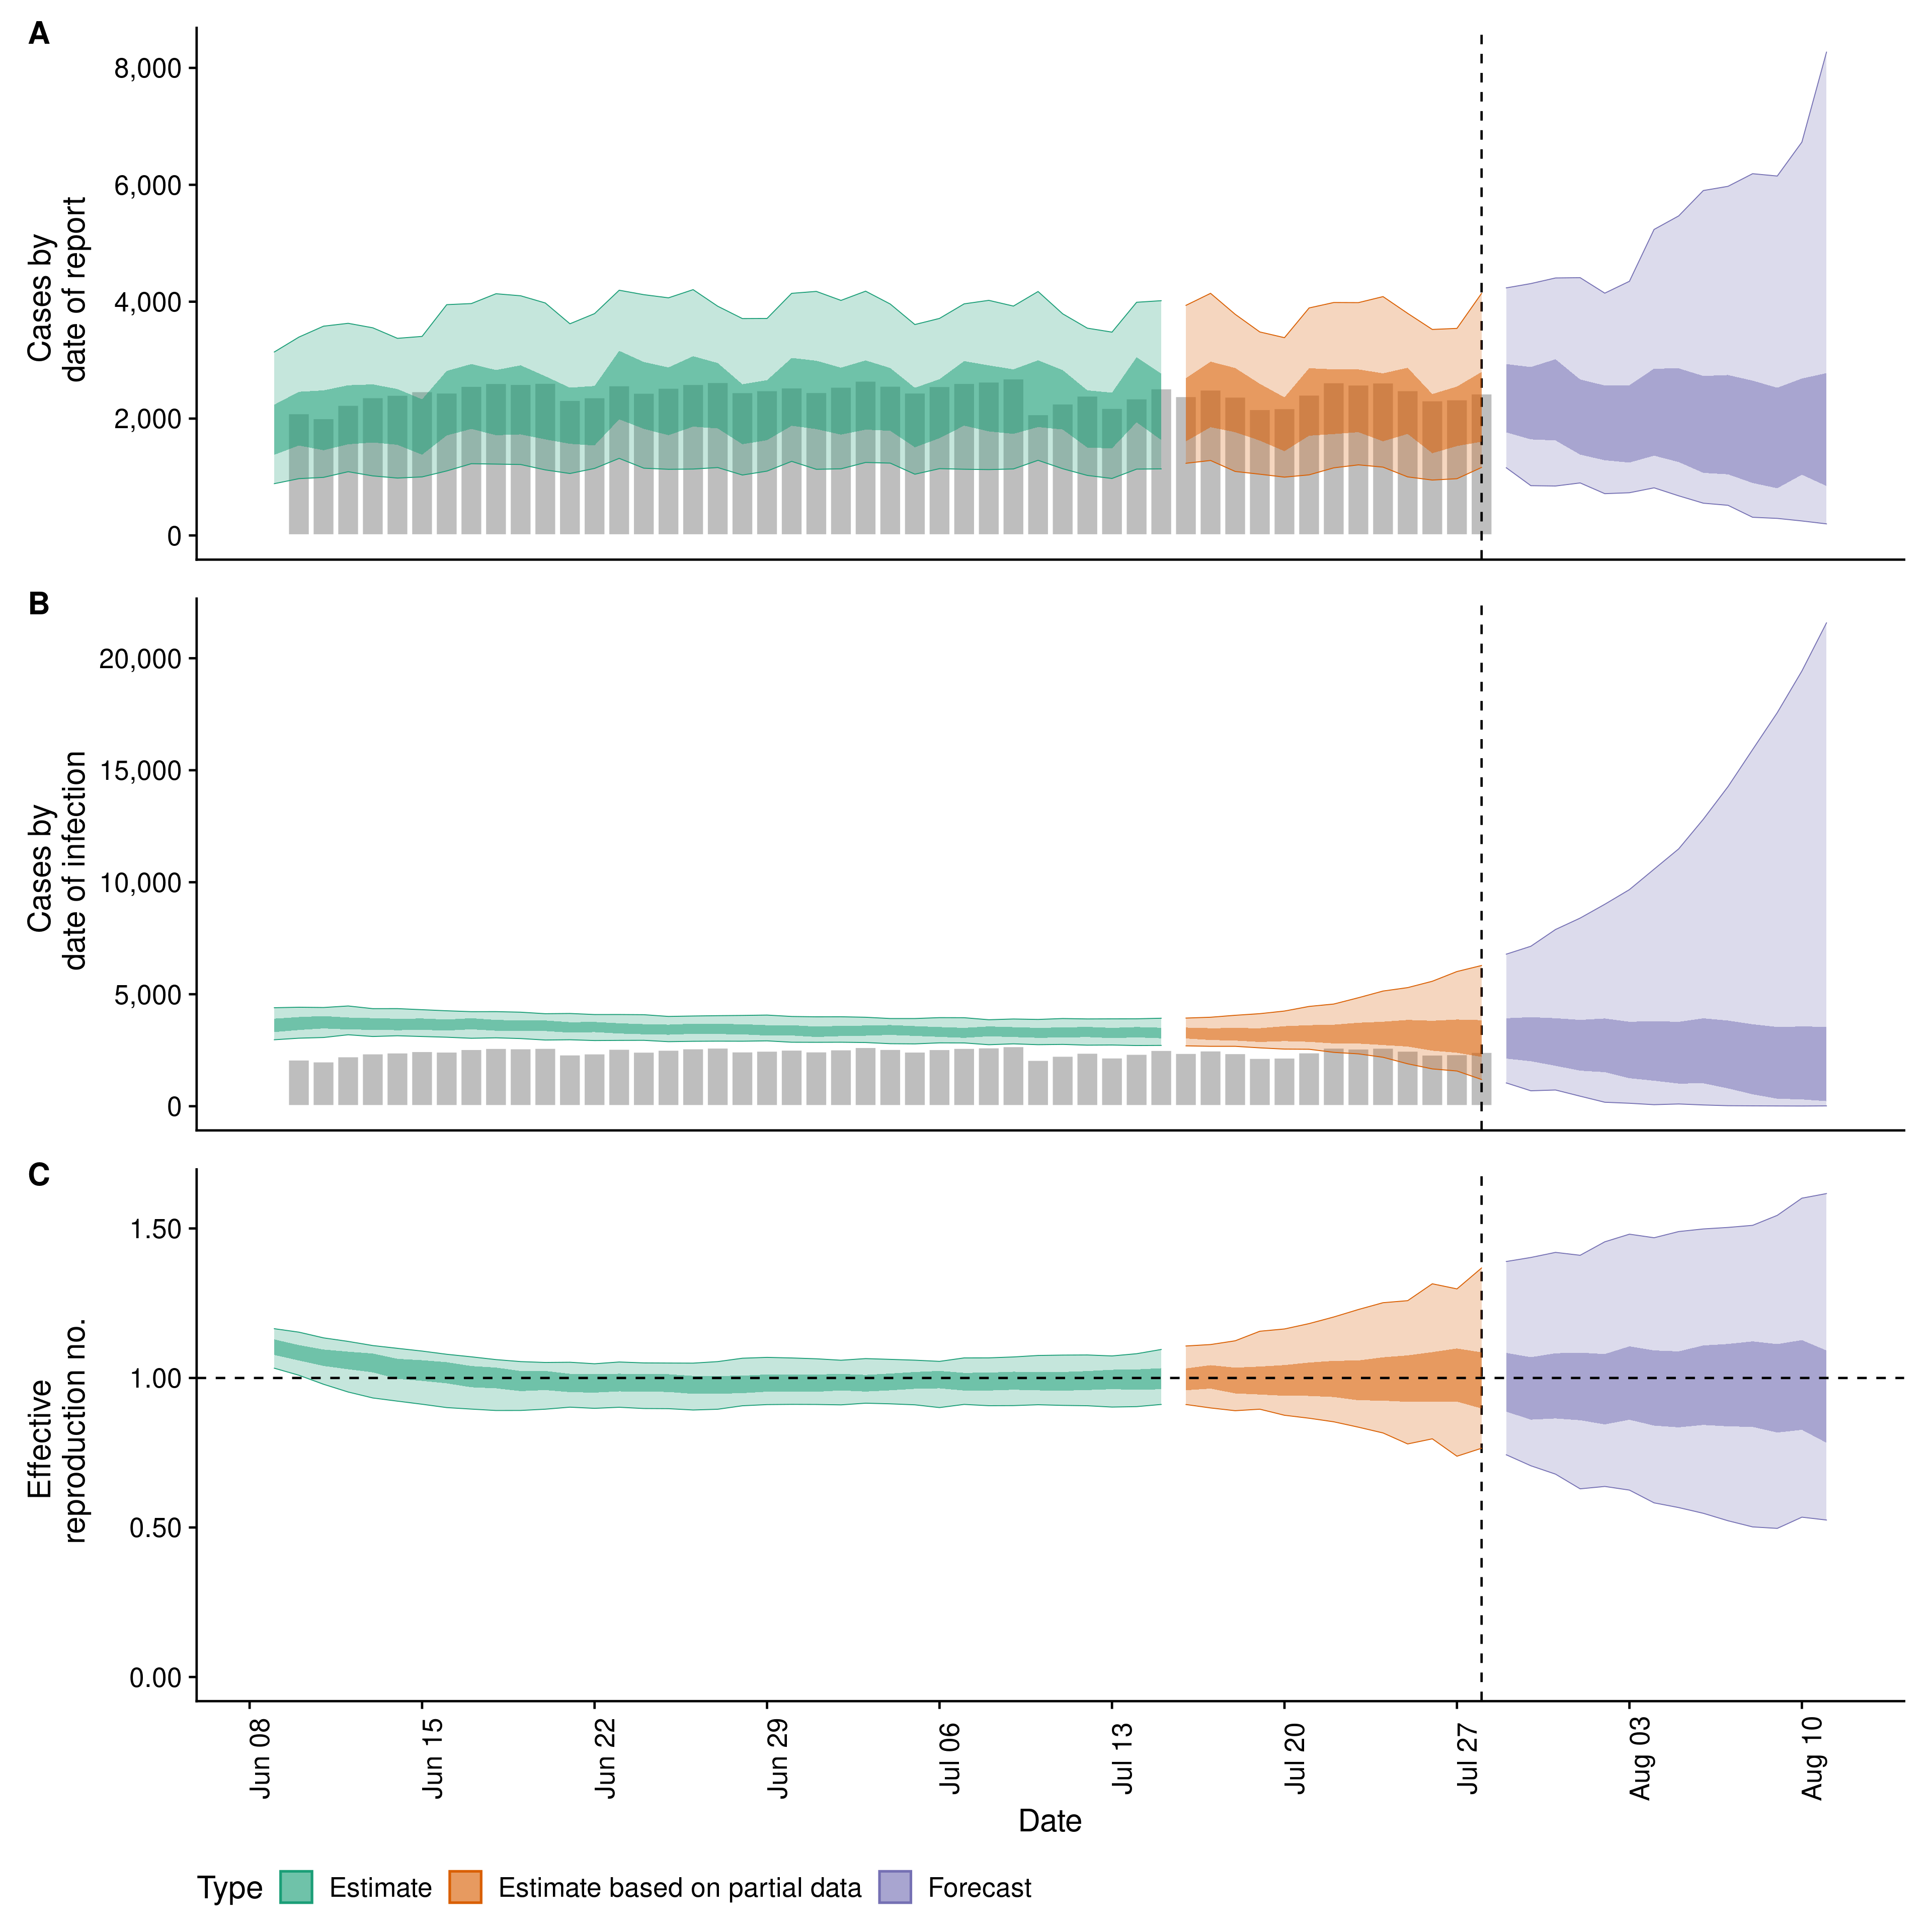 A
8,000
6,000
4,000
2,000
0
Cases by
date of report
B
20,000
15,000
10,000
5,000
0
Cases by
date of infection
C
1.50
1.00
0.50
0.00
Effective
reproduction no.
Jun 08
Jun 15
Jun 22
Jun 29
Jul 06
Jul 13
Jul 20
Jul 27
Aug 03
Aug 10
Date
Type
Estimate
Estimate based on partial data
Forecast